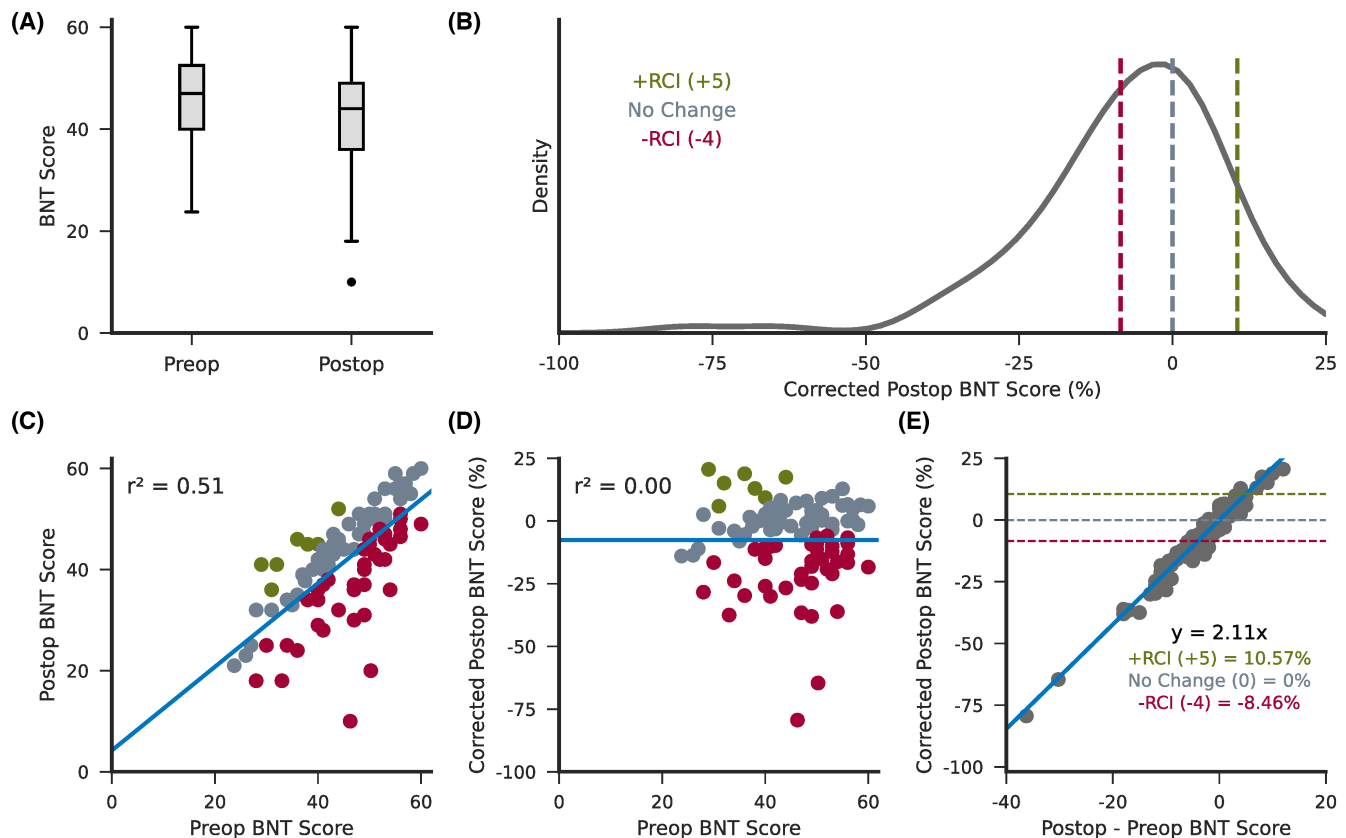 (A)
60
40
20
0
BNT Score
Preop
Postop
(B)
+RCI (+5)
No Change
-RCI (-4)
Density
-100
-75
-50
-25
0
25
Corrected Postop BNT Score (%)
(C)
r² = 0.51
60
40
20
0
Postop BNT Score
0
20
40
60
Preop BNT Score
(D)
r² = 0.00
25
0
-25
-50
-75
-100
Corrected Postop BNT Score (%)
0
20
40
60
Preop BNT Score
(E)
25
0
-25
-50
-75
-100
Corrected Postop BNT Score (%)
y = 2.11x
+RCI (+5) = 10.57%
No Change (0) = 0%
-RCI (-4) = -8.46%
-40
-20
0
20
Postop - Preop BNT Score